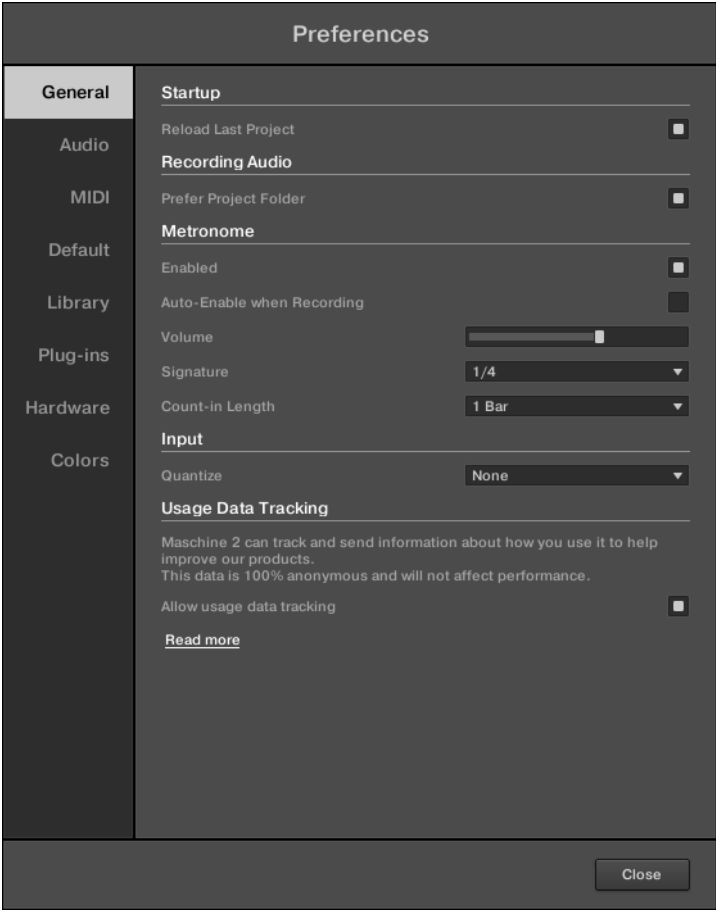 Preferences
General
Audio
MIDI
Default
Library
Plug-ins
Hardware
Colors
Startup
Reload Last Project
Recording Audio
Prefer Project Folder
Metronome
Enabled
Auto-Enable when Recording
Volume
Signature 1/4
Count-in Length 1 Bar
Input
Quantize None
Usage Data Tracking
Maschine 2 can track and send information about how you use it to help
improve our products.
This data is 100% anonymous and will not affect performance.
Allow usage data tracking
Read more
Close